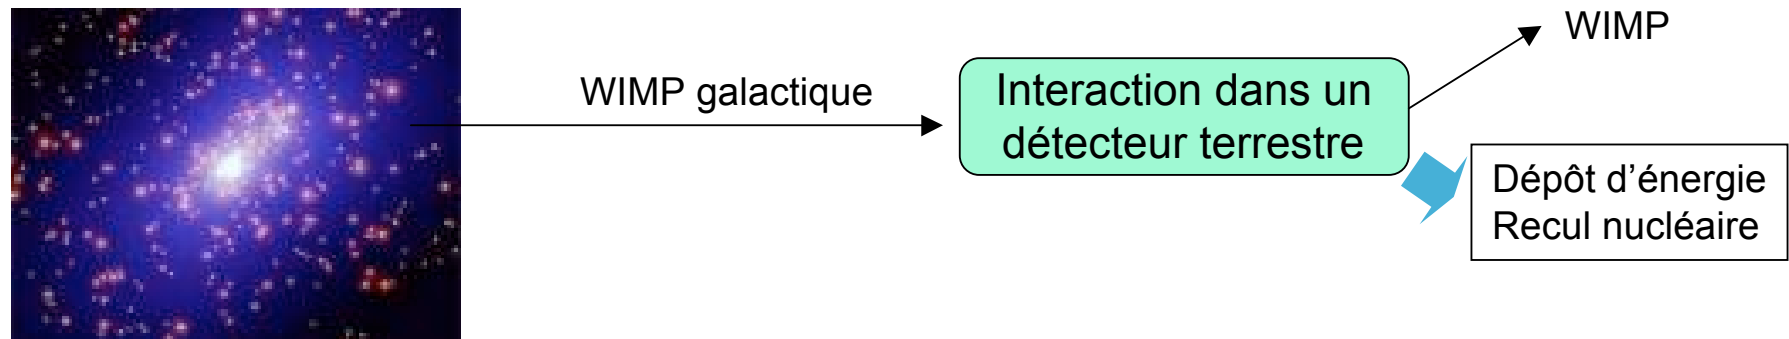 WIMP galactique
Interaction dans un
détecteur terrestre
WIMP
Dépôt d’énergie
Recul nucléaire